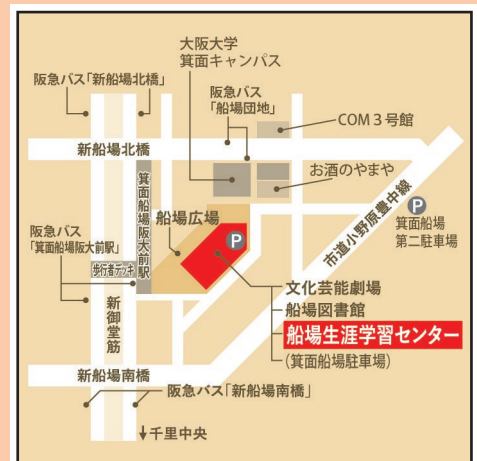 大阪大学
箕面キャンパス
阪急バス「新船場北橋」
阪急バス
「船場団地」
COM3号館
新船場北橋
お酒のやまや
箕面船場阪大前駅
船場広場
P
P
箕面船場
第二駐車場
市道小野原豊中線
阪急バス
「箕面船場阪大前駅」
歩行者デッキ
新御堂筋
文化芸能劇場
船場図書館
船場生涯学習センター
(箕面船場駐車場)
新船場南橋
阪急バス「新船場南橋」
↓千里中央